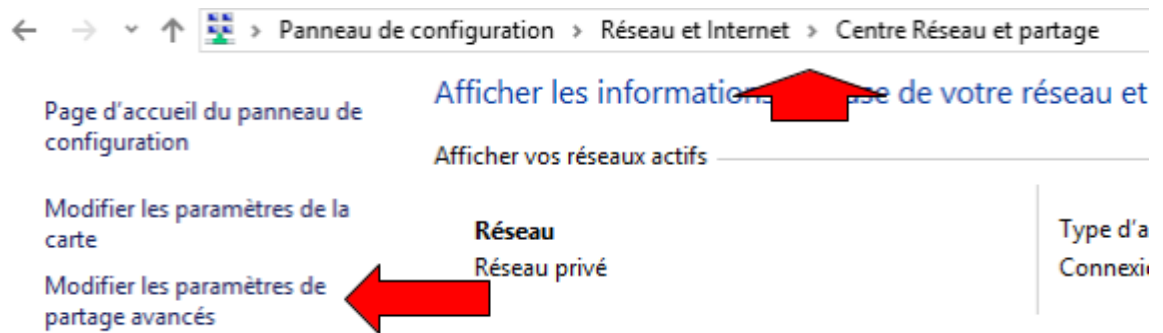 Panneau de configuration > Réseau et Internet > Centre Réseau et partage
Afficher les information de votre réseau et
Page d'accueil du panneau de
configuration
Afficher vos réseaux actifs
Modifier les paramètres de la
carte
Réseau
Type d'a
Réseau privé
Connexi
Modifier les paramètres de
partage avancés